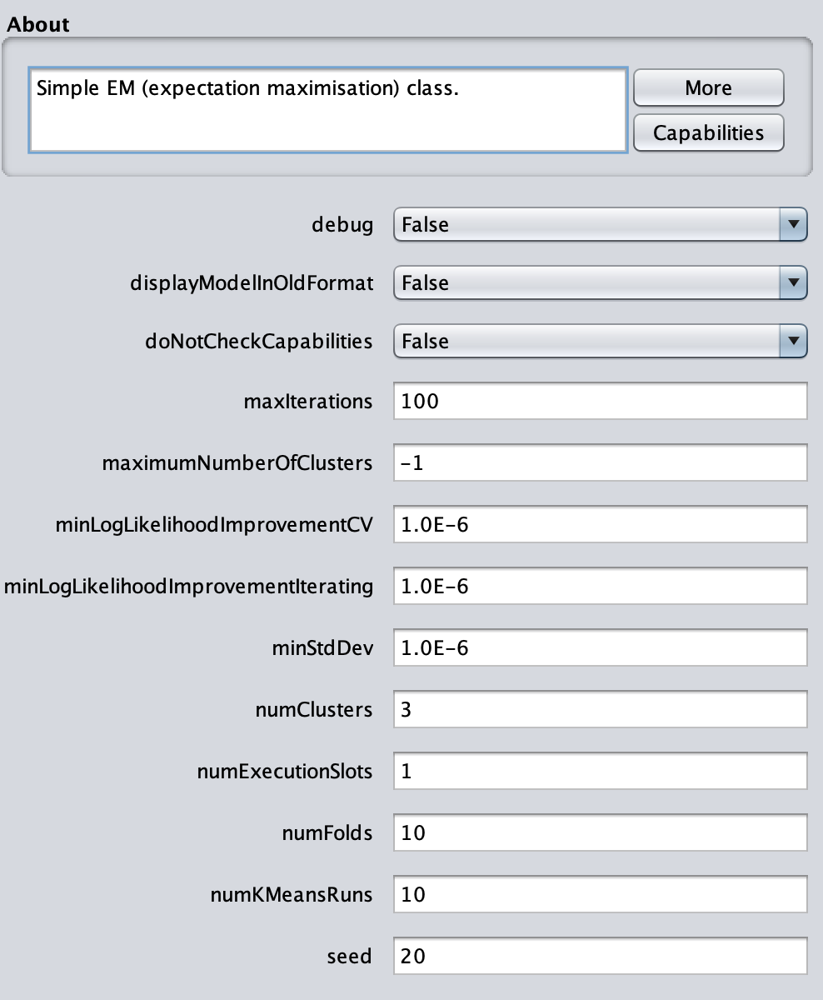 About
Simple EM (expectation maximisation) class.
More
Capabilities
debug False
displayModelInOldFormat False
doNotCheckCapabilities False
maxIterations 100
maximumNumberOfClusters -1
minLogLikelihoodImprovementCV 1.0E-6
minLogLikelihoodImprovementIterating 1.0E-6
minStdDev 1.0E-6
numClusters 3
numExecutionSlots 1
numFolds 10
numKMeansRuns 10
seed 20